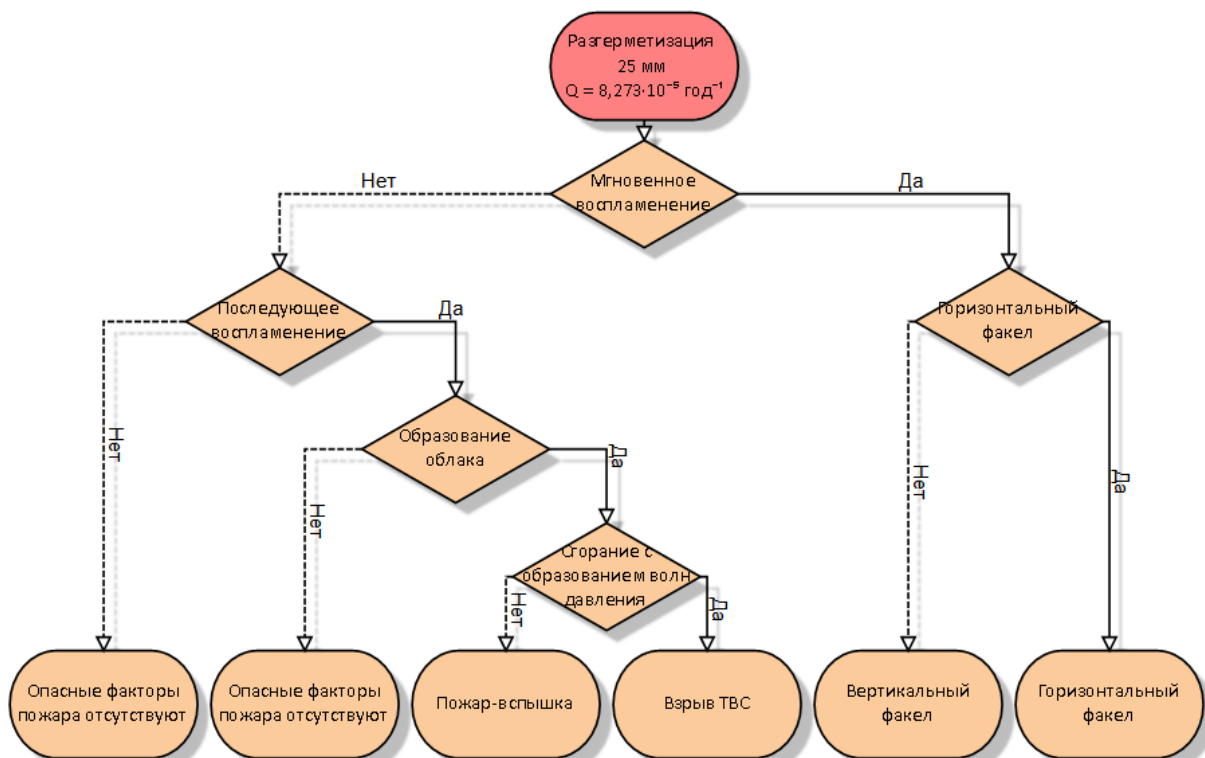 Разгерметизация
25 мм
Q = 8,273·10⁻⁵ год⁻¹
Мгновенное
воспламенение
Нет
Да
Последующее
воспламенение
Да
Горизонтальный
факел
Нет
Образование
облака
Да
Нет
Нет
Да
Сгорание с
образованием волн
давления
Нет
Да
Опасные факторы
пожара отсутствуют
Опасные факторы
пожара отсутствуют
Пожар-вспышка
Взрыв ТВС
Вертикальный
факел
Горизонтальный
факел